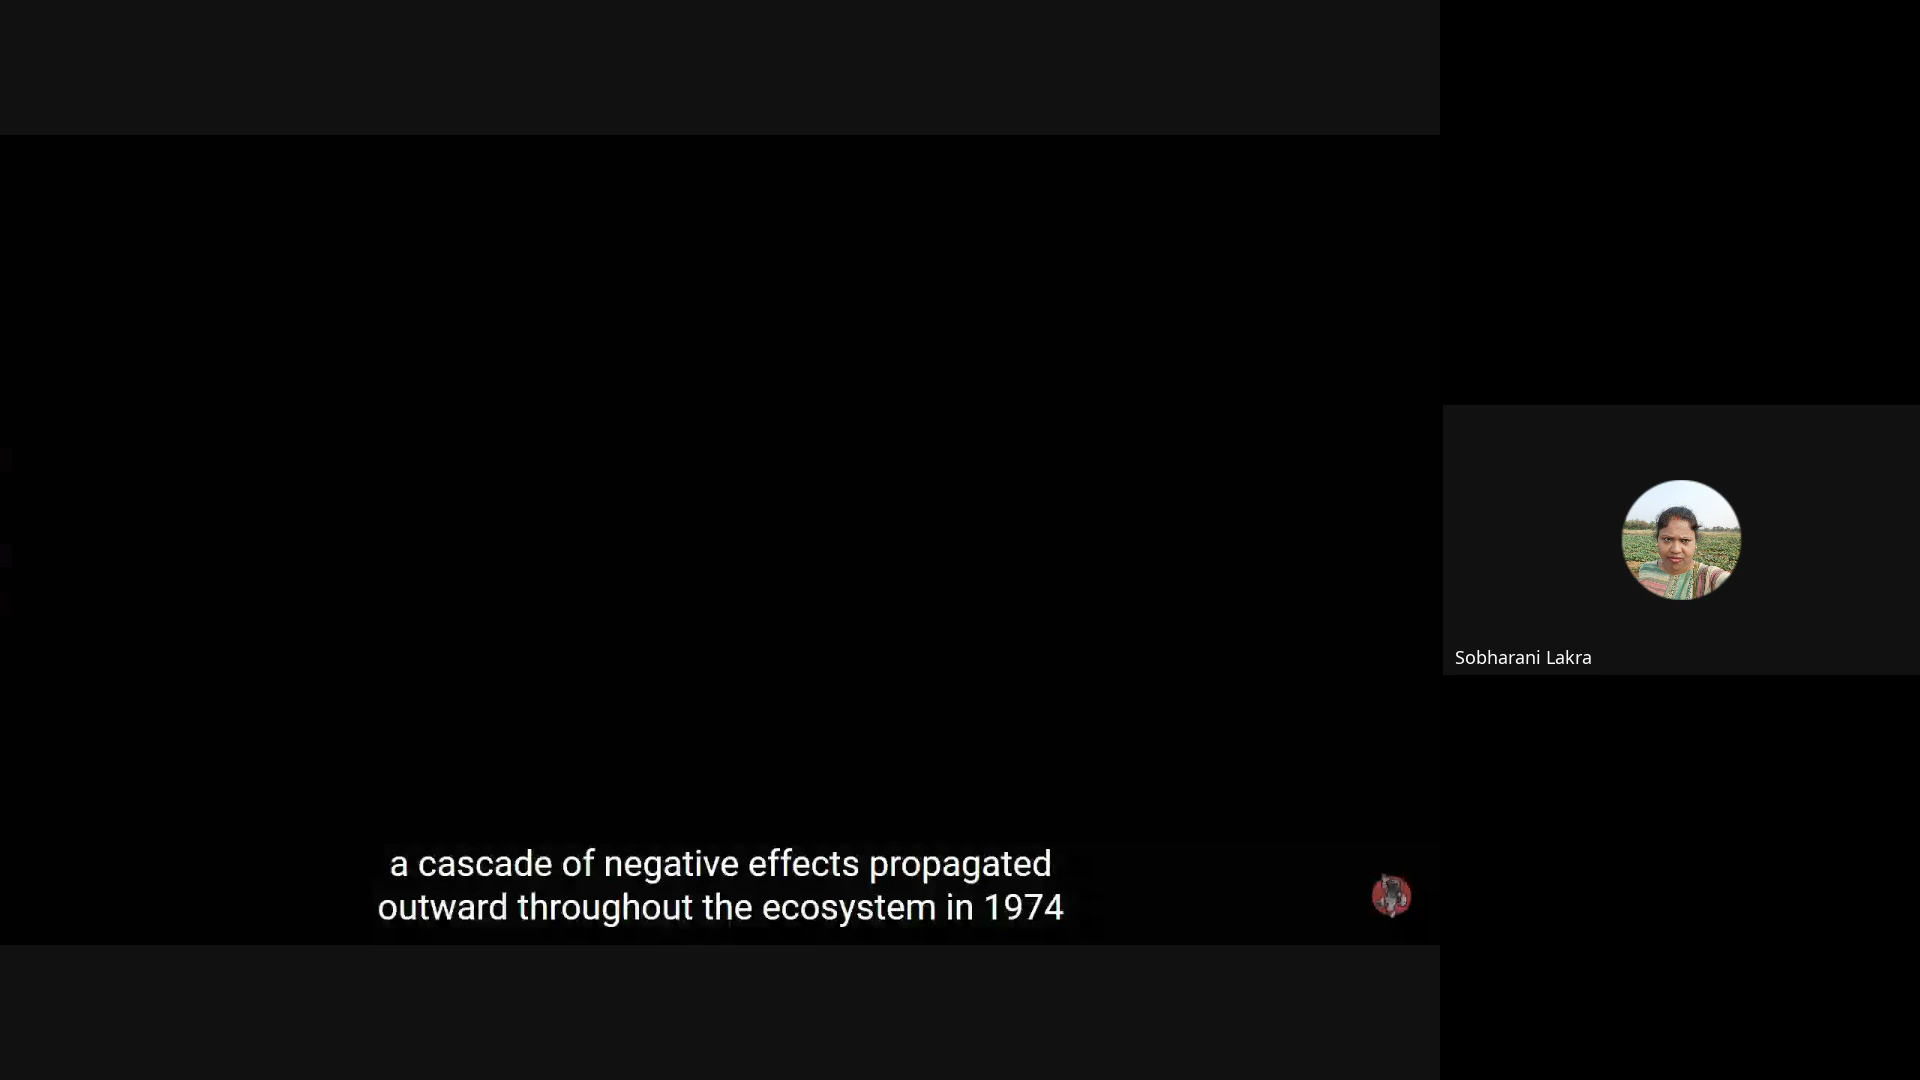 a cascade of negative effects propagated
outward throughout the ecosystem in 1974
Sobharani Lakra